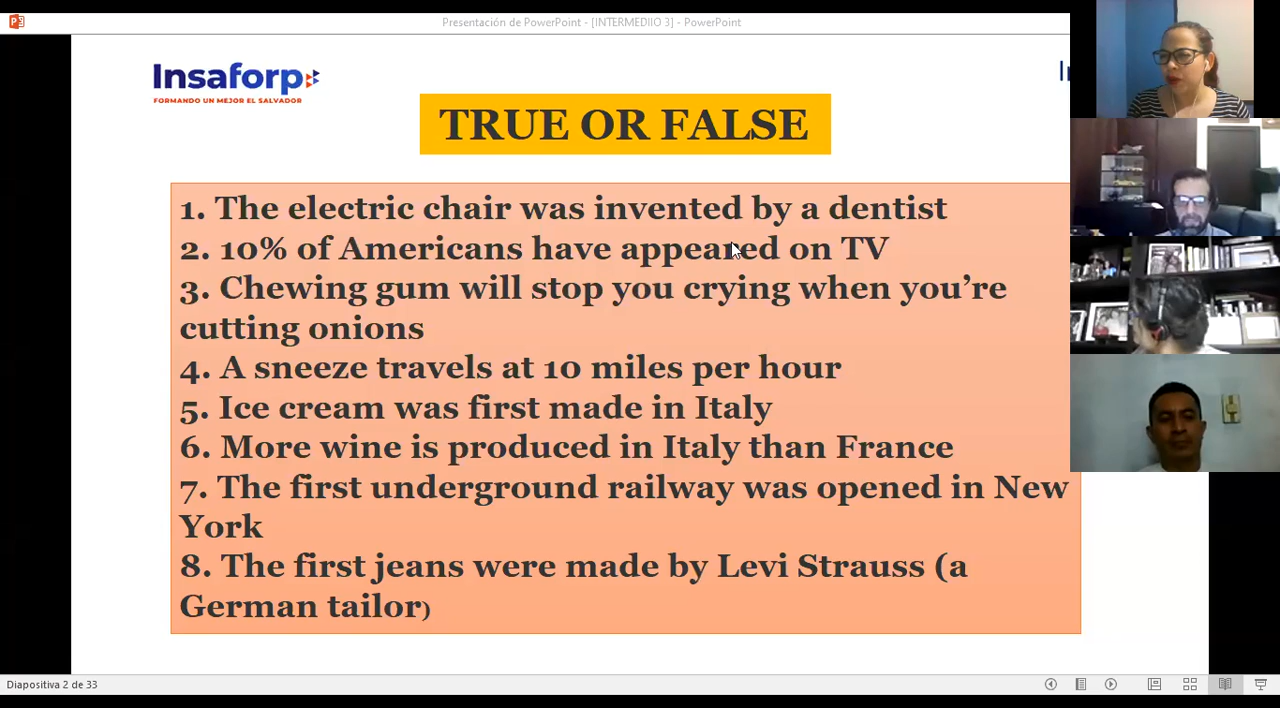 Presentación de PowerPoint - [INTERMEDIIO 3] - PowerPoint
Insaforp
FORMANDO UN MEJOR EL SALVADOR
TRUE OR FALSE
1. The electric chair was invented by a dentist
2. 10% of Americans have appeared on TV
3. Chewing gum will stop you crying when you're
cutting onions
4. A sneeze travels at 10 miles per hour
5. Ice cream was first made in Italy
6. More wine is produced in Italy than France
7. The first underground railway was opened in New
York
8. The first jeans were made by Levi Strauss (a
German tailor)
Diapositiva 2 de 33